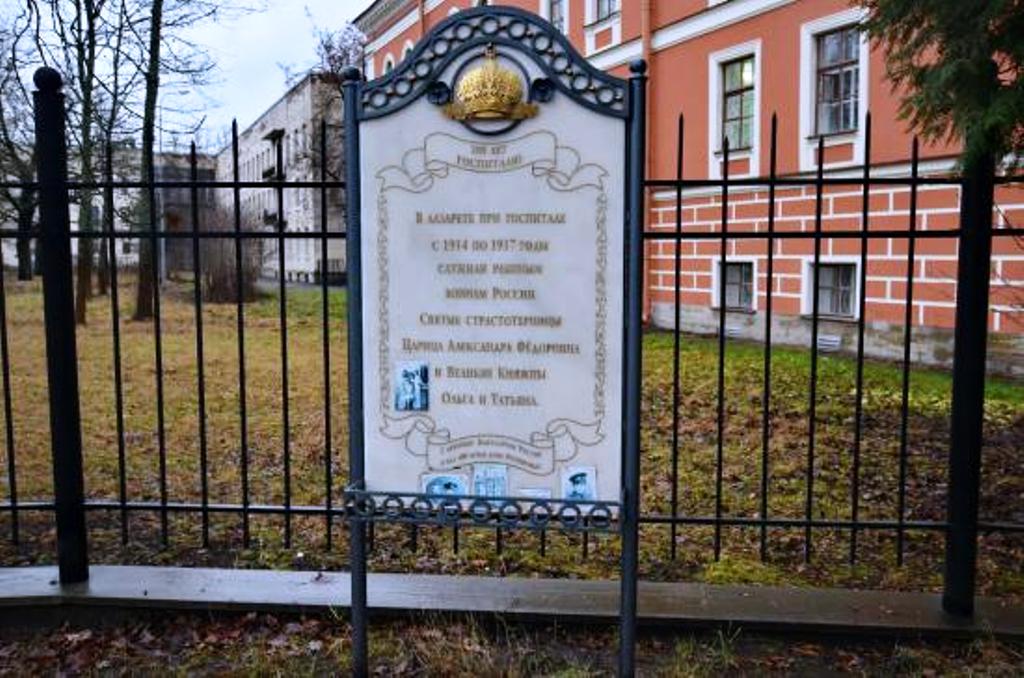 100 ЛЕТ
ГОСПИТАЛЮ
В ЛАЗАРЕТЕ ПРИ ГОСПИТАЛЕ
С 1914 ПО 1917 ГОДЫ
СЛУЖИЛИ РАНЕНЫМ
ВОИНАМ РОССИИ
СВЯТЫЕ СТРАСТОТЕРПИЦЫ
ЦАРИЦА АЛЕКСАНДРА ФЁДОРОВНА
И ВЕЛИКИЕ КНЯЖНЫ
ОЛЬГА И ТАТЬЯНА.